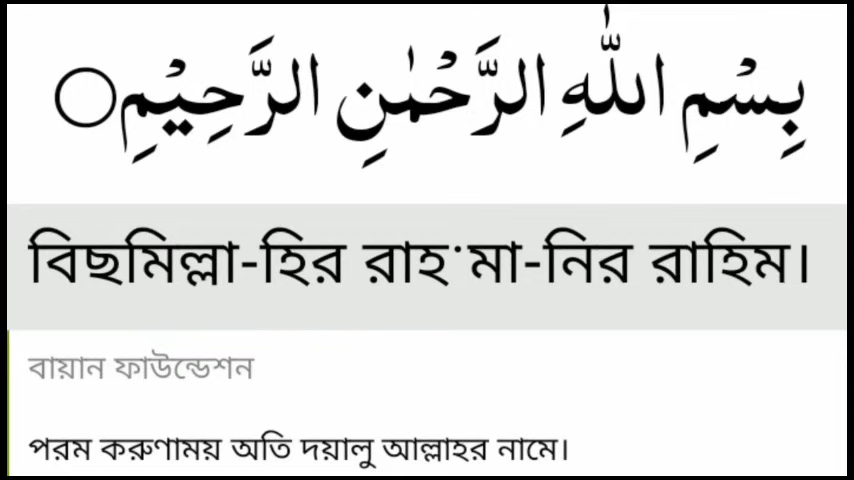 بِسْمِ اللّٰهِ الرَّحْمٰنِ الرَّحِيْمِ○
বিছমিল্লা-হির রাহ˙মা-নির রাহিম।
বায়ান ফাউন্ডেশন
পরম করুণাময় অতি দয়ালু আল্লাহর নামে।